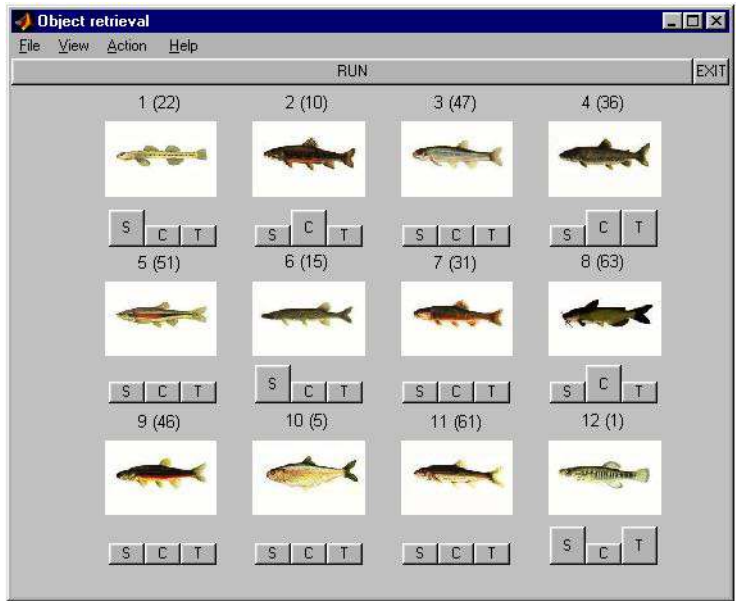 Object retrieval
File View Action Help
RUN EXIT
1 (22) 2 (10) 3 (47) 4 (36)
S C T S C T S C T S C T
5 (51) 6 (15) 7 (31) 8 (63)
S C T S C T S C T S C T
9 (46) 10 (5) 11 (61) 12 (1)
S C T S C T S C T S C T